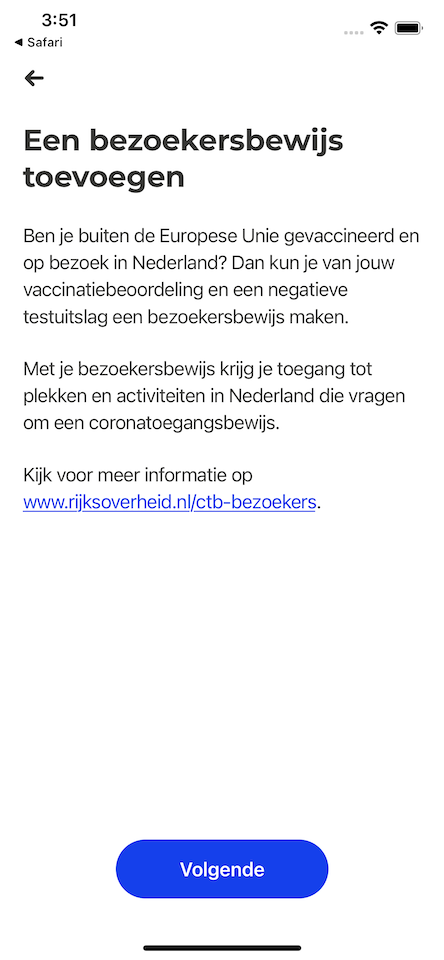 3:51
◀ Safari
Een bezoekersbewijs
toevoegen
Ben je buiten de Europese Unie gevaccineerd en
op bezoek in Nederland? Dan kun je van jouw
vaccinatiebeoordeling en een negatieve
testuitslag een bezoekersbewijs maken.
Met je bezoekersbewijs krijg je toegang tot
plekken en activiteiten in Nederland die vragen
om een coronatoegangsbewijs.
Kijk voor meer informatie op
www.rijksoverheid.nl/ctb-bezoekers.
Volgende